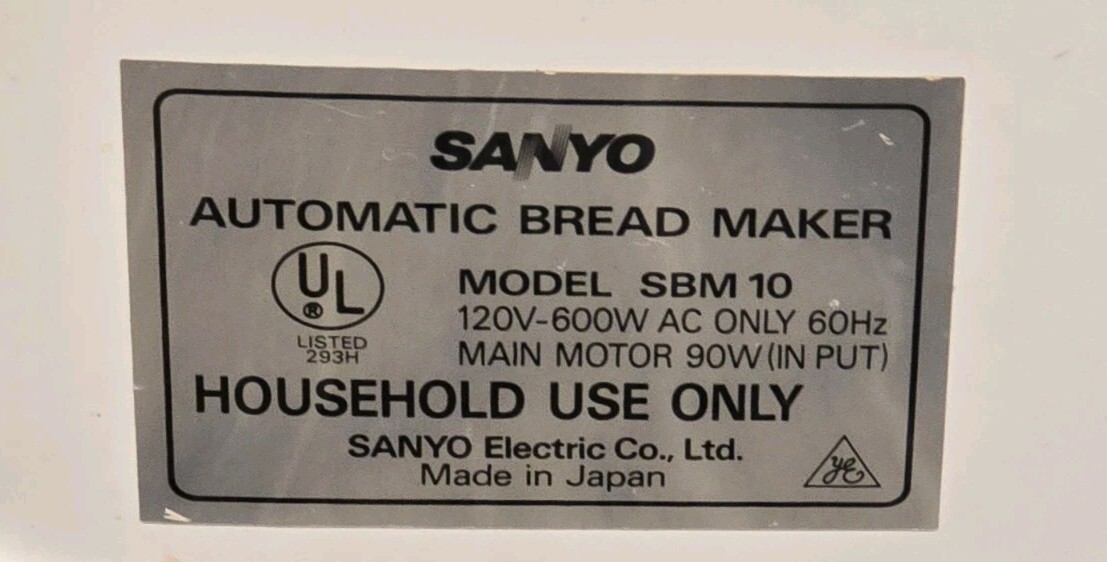 SANYO
AUTOMATIC BREAD MAKER
UL
®
LISTED
293H
MODEL SBM 10
120V-600W AC ONLY 60Hz
MAIN MOTOR 90W (IN PUT)
HOUSEHOLD USE ONLY
SANYO Electric Co., Ltd.
Made in Japan